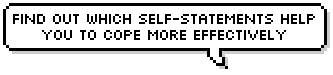 FIND OUT WHICH SELF-STATEMENTS HELP
YOU TO COPE MORE EFFECTIVELY